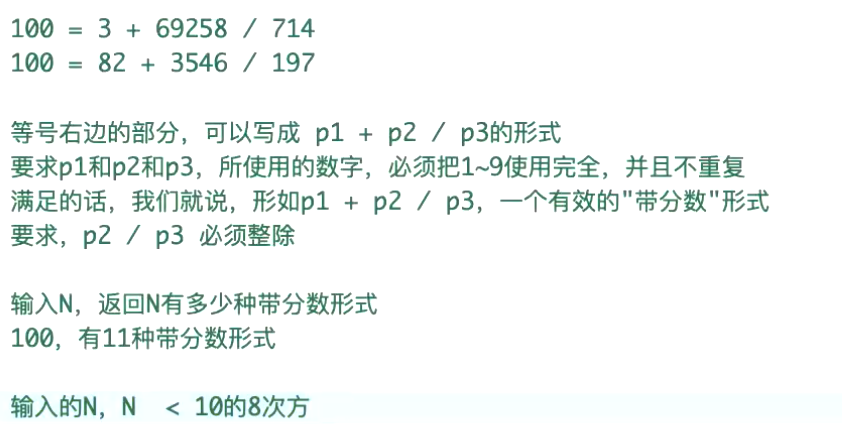 100 = 3 + 69258 / 714
100 = 82 + 3546 / 197
等号右边的部分，可以写成 p1 + p2 / p3的形式
要求p1和p2和p3，所使用的数字，必须把1~9使用完全，并且不重复
满足的话，我们就说，形如p1 + p2 / p3，一个有效的"带分数"形式
要求，p2 / p3 必须整除
输入N，返回N有多少种带分数形式
100，有11种带分数形式
输入的N，N  < 10的8次方